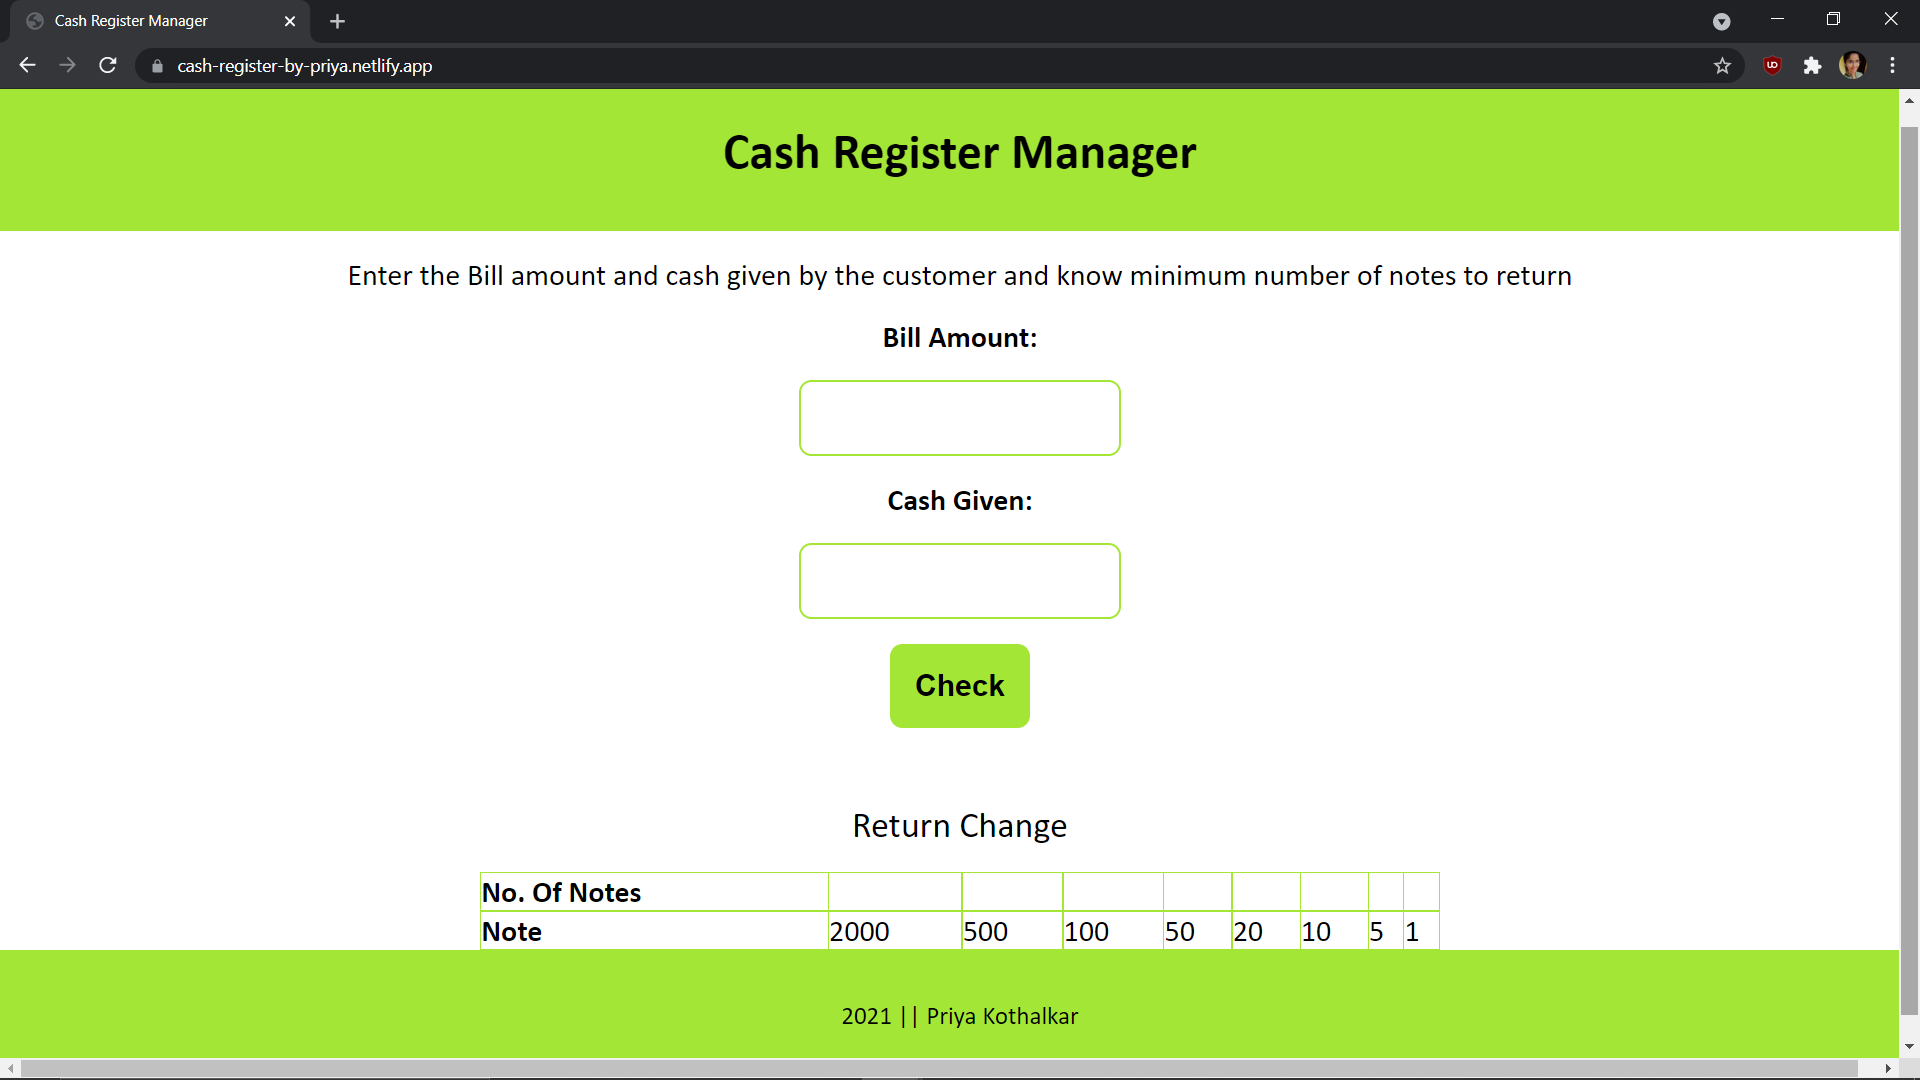 Cash Register Manager
cash-register-by-priya.netlify.app
Cash Register Manager
Enter the Bill amount and cash given by the customer and know minimum number of notes to return
Bill Amount:
Cash Given:
Check
Return Change
No. Of Notes
Note 2000 500 100 50 20 10 5 1
2021 || Priya Kothalkar